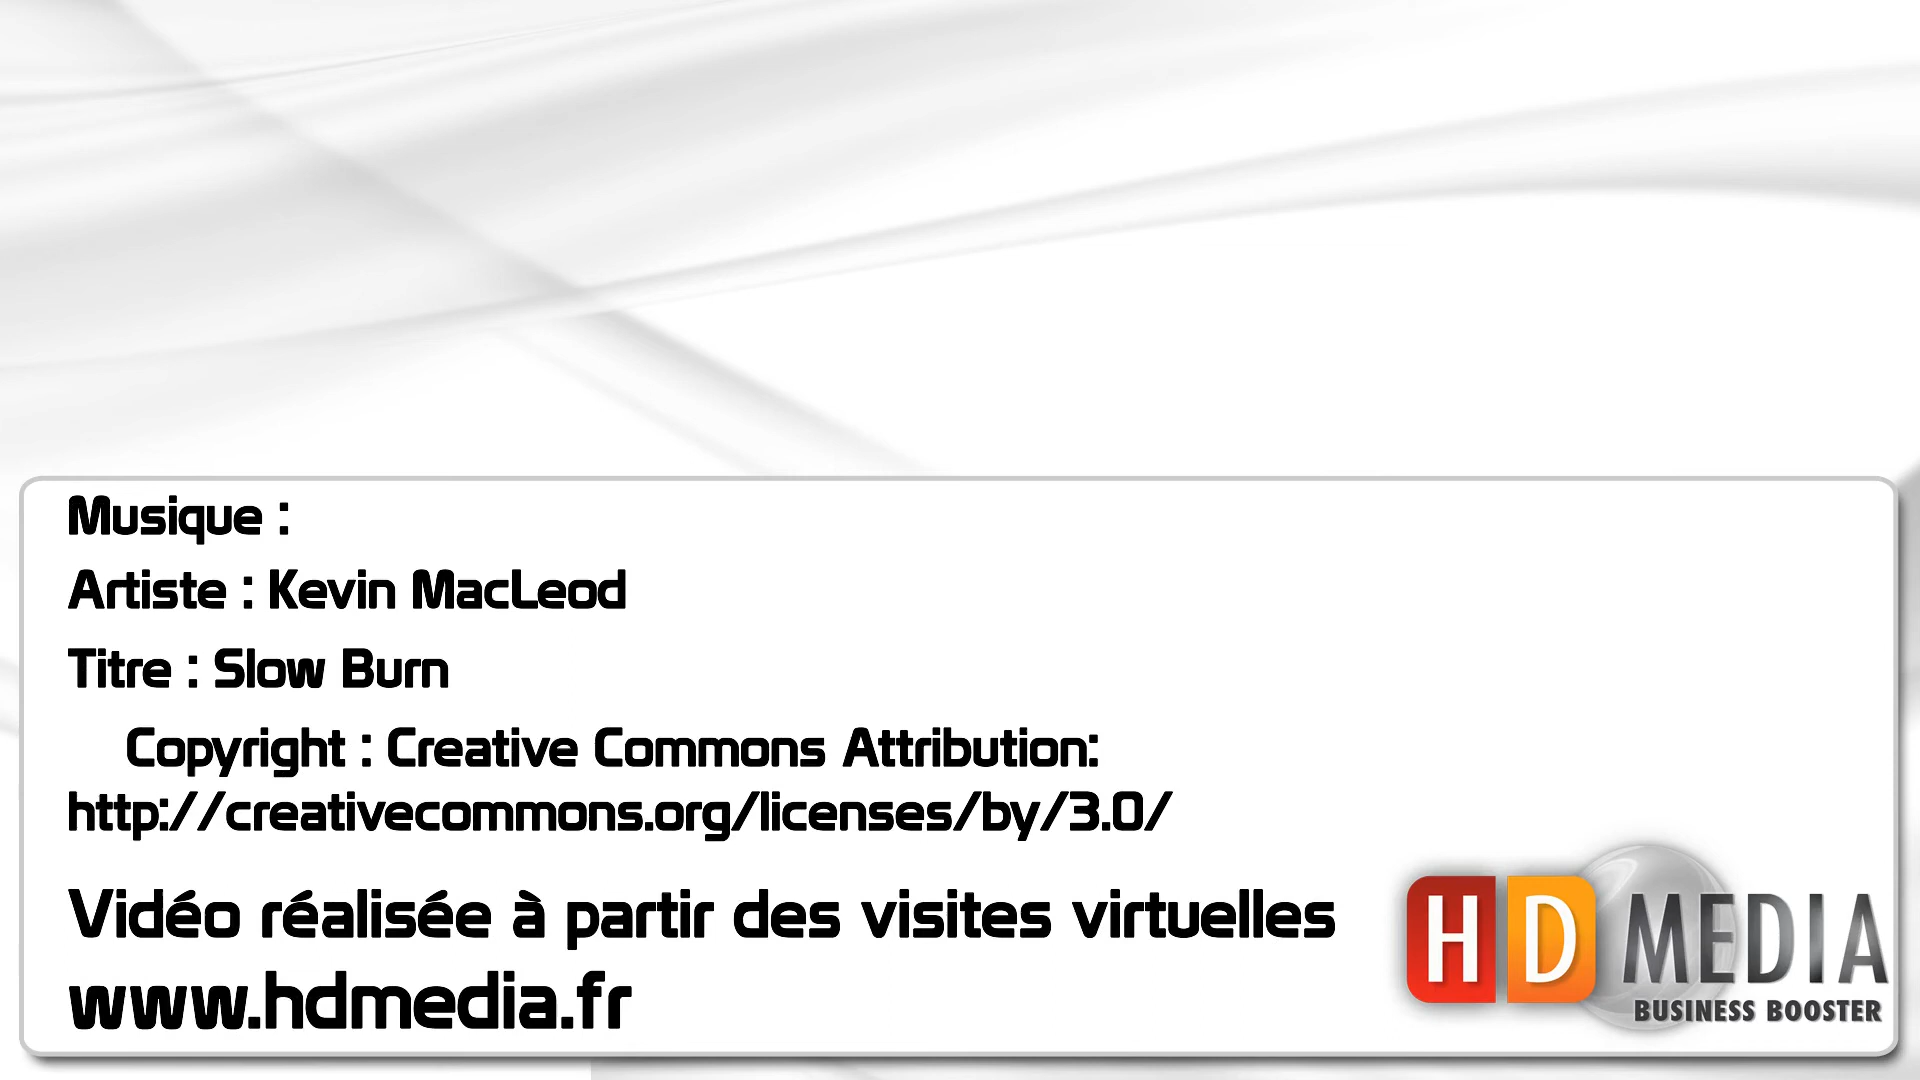 Musique :
Artiste : Kevin MacLeod
Titre : Slow Burn
Copyright : Creative Commons Attribution:
http://creativecommons.org/licenses/by/3.0/
Vidéo réalisée à partir des visites virtuelles
www.hdmedia.fr
HD MEDIA
BUSINESS BOOSTER